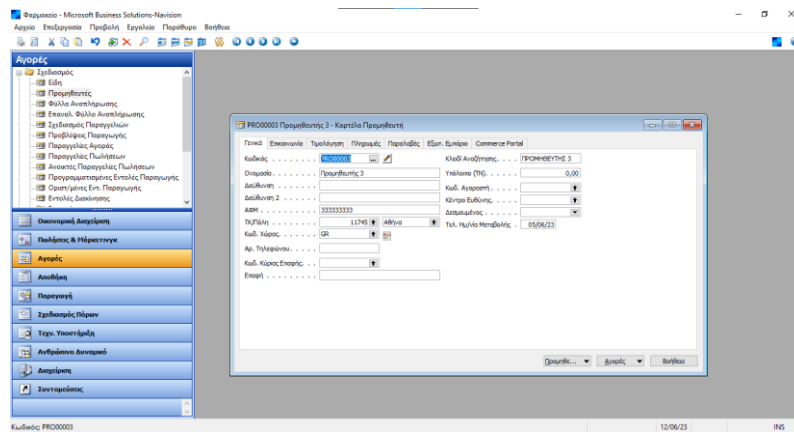 Φαρμακείο - Microsoft Business Solutions-Navision
Αρχείο Επεξεργασία Προβολή Εργαλεία Παράθυρο Βοήθεια
Αγορές
Σχεδιασμός
Είδη
Προμηθευτές
Φύλλα Αναπλήρωσης
Επαναλ. Φύλλο Αναπλήρωσης
Σχεδιασμός Παραγγελιών
Προβλέψεις Παραγωγής
Παραγγελίες Αγοράς
Παραγγελίες Πωλήσεων
Ανοικτές Παραγγελίες Πωλήσεων
Προγραμματισμένες Εντολές Παραγωγής
Οριστ/μένες Εντ. Παραγωγής
Εντολές Διακίνησης
Οικονομική Διαχείριση
Πωλήσεις & Μάρκετινγκ
Αγορές
Αποθήκη
Παραγωγή
Σχεδιασμός Πόρων
Τεχν. Υποστήριξη
Ανθρώπινο Δυναμικό
Διαχείριση
Συντομεύσεις
PRO00003 Προμηθευτής 3 - Καρτέλα Προμηθευτή
Γενικά Επικοινωνία Τιμολόγηση Πληρωμές Παραλαβές Εξωτ. Εμπόριο Commerce Portal
Κωδικός . . . . . . . . PRO00003 ... Κλειδί Αναζήτησης. . . . . ΠΡΟΜΗΘΕΥΤΗΣ 3
Ονομασία. . . . . . . . Προμηθευτής 3 Υπόλοιπο (ΤΝ). . . . . . 0,00
Διεύθυνση . . . . . . . Κωδ. Αγοραστή. . . . . .
Διεύθυνση 2 . . . . . . Κέντρο Ευθύνης. . . . . .
ΑΦΜ . . . . . . . . . . 333333333 Δεσμευμένος . . . . . . .
ΤΚ/Πόλη . . . . . . . . 11745 Αθήνα Τελ. Ημ/νία Μεταβολής . 05/06/23
Κωδ. Χώρας. . . . . . . GR
Αρ. Τηλεφώνου. . . . .
Κωδ. Κύριας Επαφής. . .
Επαφή . . . . . . . . .
Προμηθε... Αγορές Βοήθεια
Κωδικός: PRO00003 12/06/23 INS